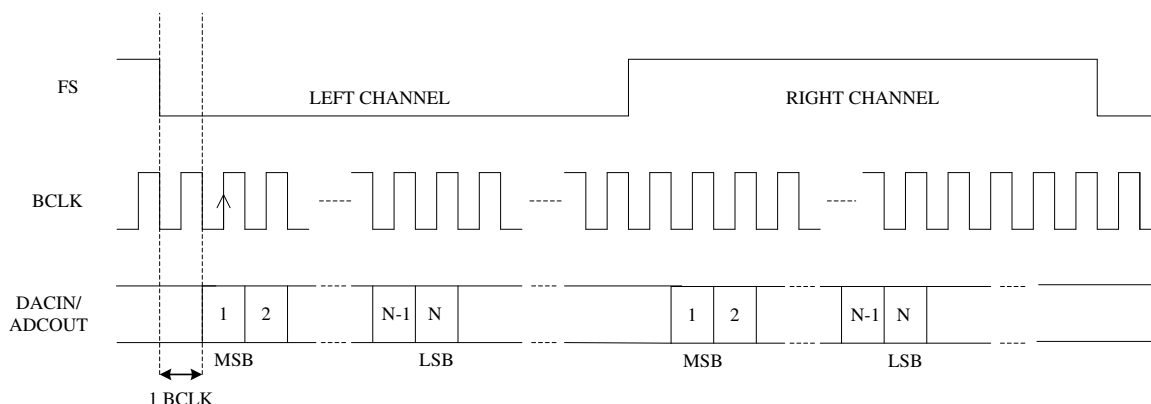 FS
LEFT CHANNEL
RIGHT CHANNEL
BCLK
DACIN/
ADCOUT
1 2 N-1 N 1 2 N-1 N
MSB LSB MSB LSB
1 BCLK